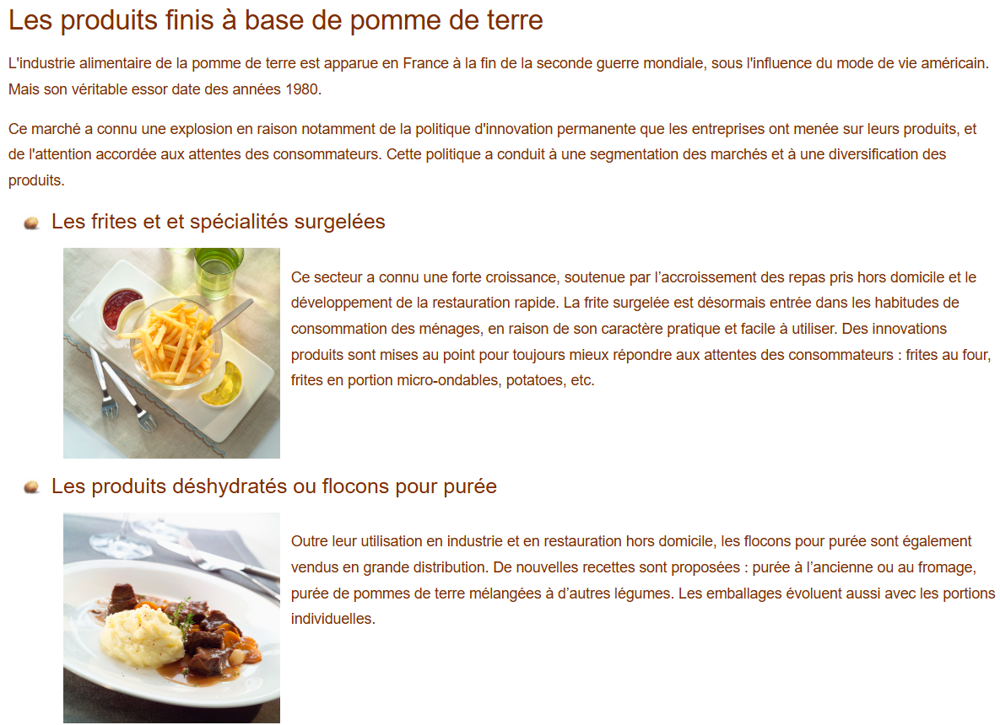 Les produits finis à base de pomme de terre
L'industrie alimentaire de la pomme de terre est apparue en France à la fin de la seconde guerre mondiale, sous l'influence du mode de vie américain.
Mais son véritable essor date des années 1980.
Ce marché a connu une explosion en raison notamment de la politique d'innovation permanente que les entreprises ont menée sur leurs produits, et
de l'attention accordée aux attentes des consommateurs. Cette politique a conduit à une segmentation des marchés et à une diversification des
produits.
Les frites et et spécialités surgelées
Ce secteur a connu une forte croissance, soutenue par l’accroissement des repas pris hors domicile et le
développement de la restauration rapide. La frite surgelée est désormais entrée dans les habitudes de
consommation des ménages, en raison de son caractère pratique et facile à utiliser. Des innovations
produits sont mises au point pour toujours mieux répondre aux attentes des consommateurs : frites au four,
frites en portion micro-ondables, potatoes, etc.
Les produits déshydratés ou flocons pour purée
Outre leur utilisation en industrie et en restauration hors domicile, les flocons pour purée sont également
vendus en grande distribution. De nouvelles recettes sont proposées : purée à l’ancienne ou au fromage,
purée de pommes de terre mélangées à d’autres légumes. Les emballages évoluent aussi avec les portions
individuelles.